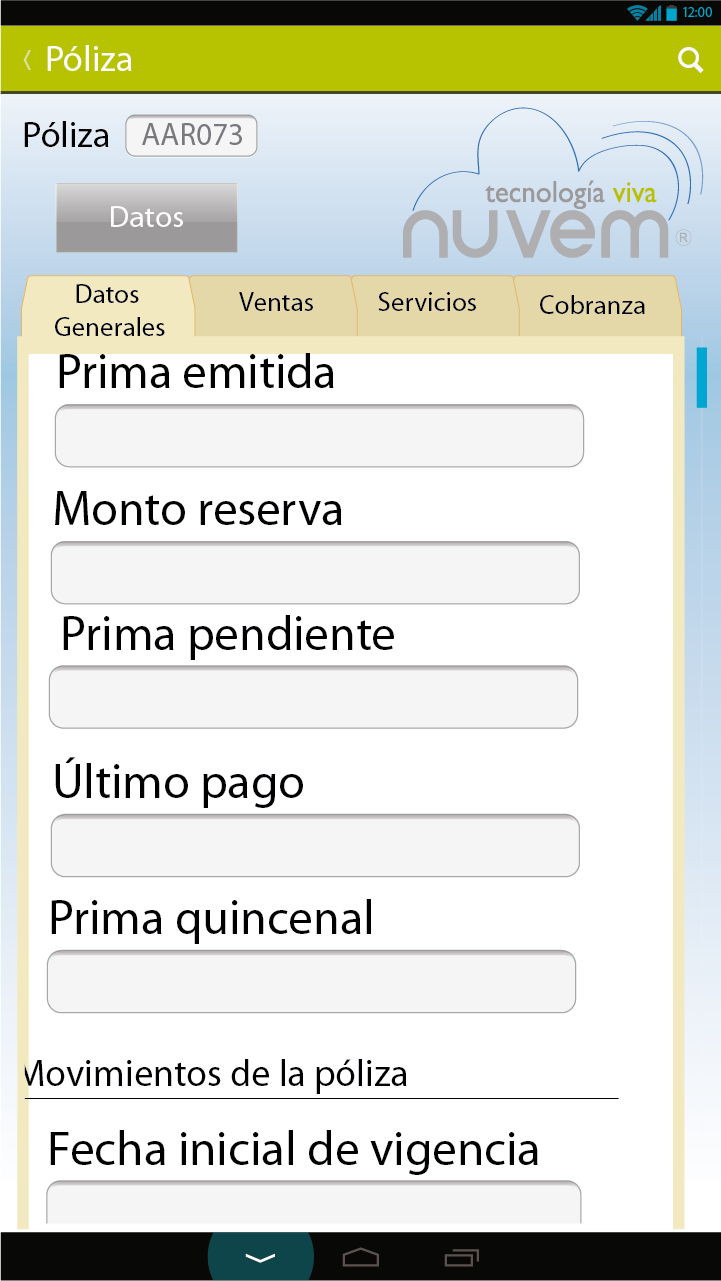 12:00
Póliza
Póliza AAR073
Datos
tecnología viva
nuvem®
Datos
Generales
Ventas
Servicios
Cobranza
Prima emitida
Monto reserva
Prima pendiente
Último pago
Prima quincenal
Movimientos de la póliza
Fecha inicial de vigencia